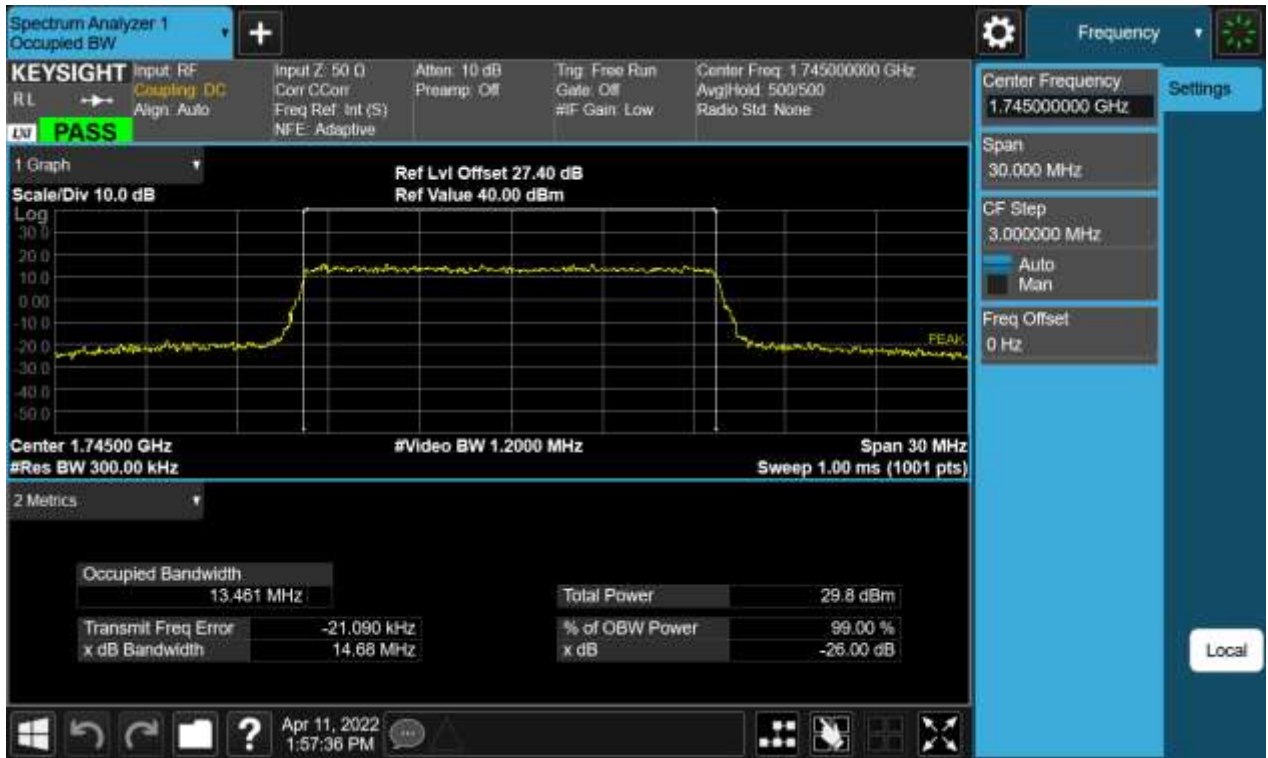 Spectrum Analyzer 1
Occupied BW
+
Frequency
KEYSIGHT
RL
LXI
PASS
Input: RF
Coupling: DC
Align: Auto
Input Z: 50 Ω
Corr CCorr
Freq Ref: Int (S)
NFE: Adaptive
Atten: 10 dB
Preamp: Off
Trig: Free Run
Gate: Off
#IF Gain: Low
Center Freq: 1.745000000 GHz
Avg|Hold: 500/500
Radio Std: None
1 Graph
Scale/Div 10.0 dB
Ref Lvl Offset 27.40 dB
Ref Value 40.00 dBm
Log
30.0
20.0
10.0
0.00
-10.0
-20.0
-30.0
-40.0
-50.0
PEAK
Center 1.74500 GHz
#Video BW 1.2000 MHz
Span 30 MHz
#Res BW 300.00 kHz
Sweep 1.00 ms (1001 pts)
2 Metrics
Occupied Bandwidth
13.461 MHz
Total Power 29.8 dBm
Transmit Freq Error -21.090 kHz
% of OBW Power 99.00 %
x dB Bandwidth 14.68 MHz
x dB -26.00 dB
Center Frequency
1.745000000 GHz
Settings
Span
30.000 MHz
CF Step
3.000000 MHz
Auto
Man
Freq Offset
0 Hz
Local
?
Apr 11, 2022
1:57:36 PM